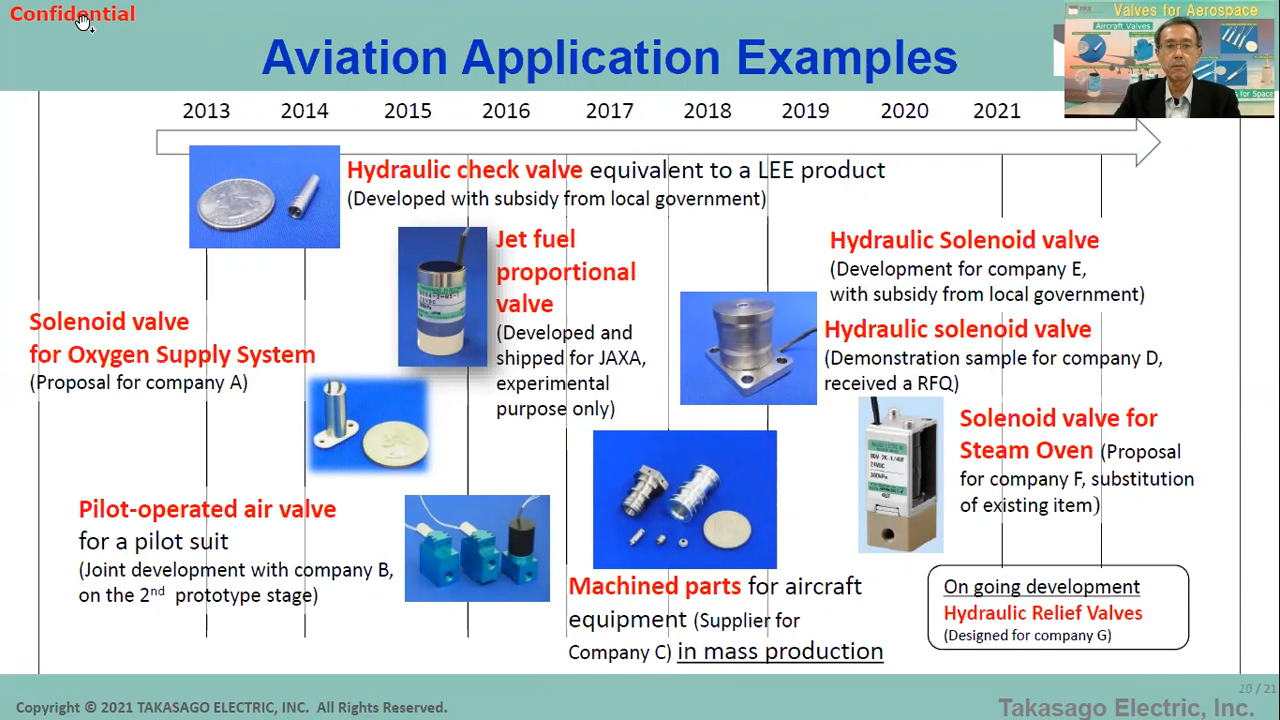 Confidential
Valves for Aerospace
Aircraft Valves
Aviation Application Examples
2013 2014 2015 2016 2017 2018 2019 2020 2021
Hydraulic check valve equivalent to a LEE product
(Developed with subsidy from local government)
Jet fuel
proportional
valve
(Developed and
shipped for JAXA,
experimental
purpose only)
Hydraulic Solenoid valve
(Development for company E,
with subsidy from local government)
Solenoid valve
for Oxygen Supply System
(Proposal for company A)
Hydraulic solenoid valve
(Demonstration sample for company D,
received a RFQ)
Solenoid valve for
Steam Oven (Proposal
for company F, substitution
of existing item)
24VDC
Pilot-operated air valve
for a pilot suit
(Joint development with company B,
on the 2nd prototype stage)
Machined parts for aircraft
equipment (Supplier for
Company C) in mass production
On going development
Hydraulic Relief Valves
(Designed for company G)
/ 21
Copyright © 2021 TAKASAGO ELECTRIC, INC. All Rights Reserved.
Takasago Electric, Inc.